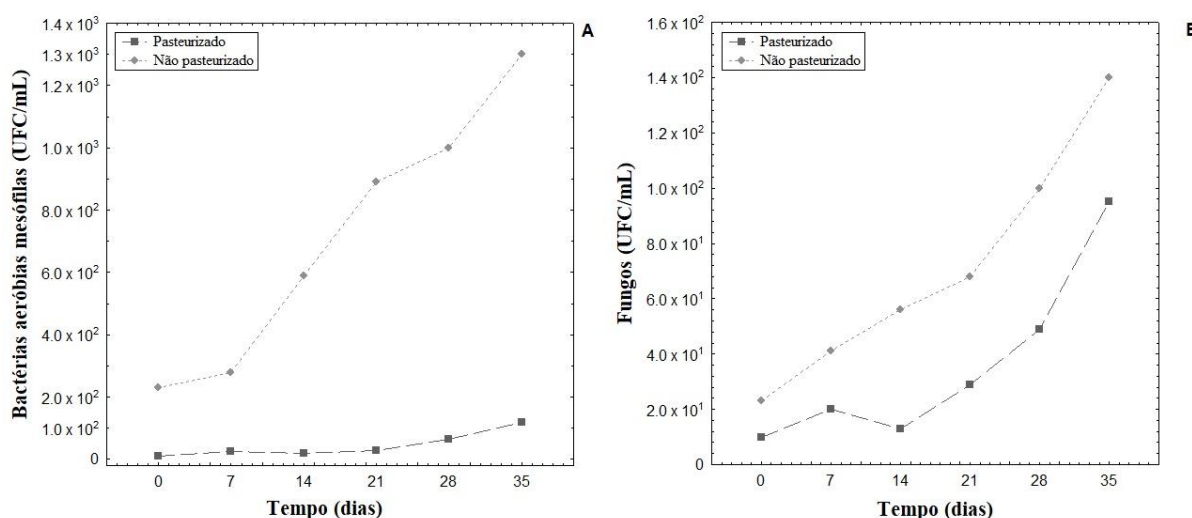 A
Pasteurizado
Não pasteurizado
Bactérias aeróbias mesófilas (UFC/mL)
1.4 x 10³
1.3 x 10³
1.2 x 10³
1.0 x 10³
8.0 x 10²
6.0 x 10²
4.0 x 10²
2.0 x 10²
1.0 x 10²
0
0 7 14 21 28 35
Tempo (dias)
B
Pasteurizado
Não pasteurizado
Fungos (UFC/mL)
1.6 x 10²
1.4 x 10²
1.2 x 10²
1.0 x 10²
8.0 x 10¹
6.0 x 10¹
4.0 x 10¹
2.0 x 10¹
0
0 7 14 21 28 35
Tempo (dias)